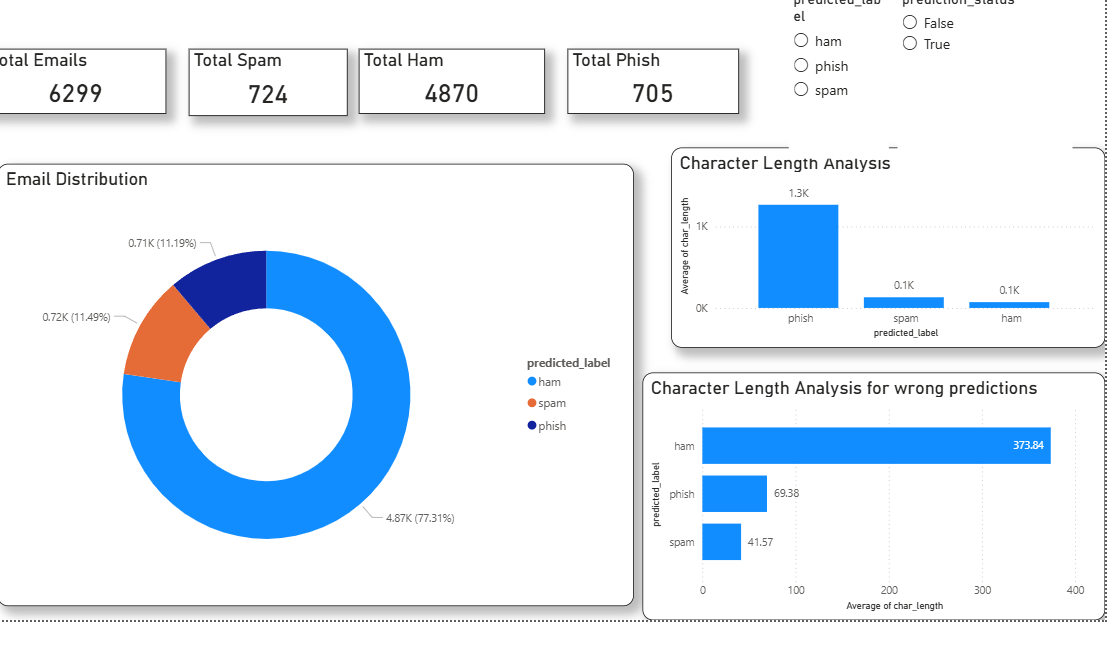 predicted_lab
el
ham
phish
spam
prediction_status
False
True
otal Emails
6299
Total Spam
724
Total Ham
4870
Total Phish
705
Email Distribution
0.71K (11.19%)
0.72K (11.49%)
4.87K (77.31%)
predicted_label
ham
spam
phish
Character Length Analysis
Average of char_length
1K
0K
1.3K
0.1K
0.1K
phish
spam
ham
predicted_label
Character Length Analysis for wrong predictions
predicted_label
ham
373.84
phish
69.38
spam
41.57
0
100
200
300
400
Average of char_length